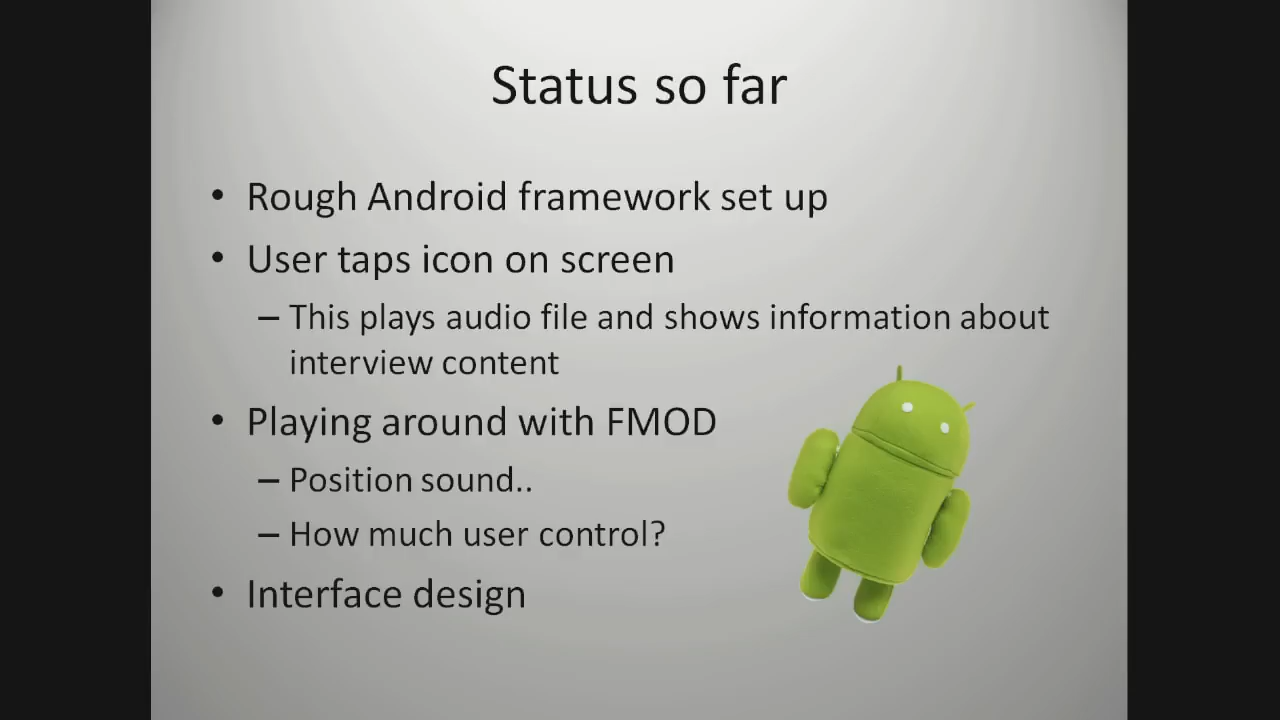 Status so far
• Rough Android framework set up
• User taps icon on screen
– This plays audio file and shows information about
interview content
• Playing around with FMOD
– Position sound..
– How much user control?
• Interface design